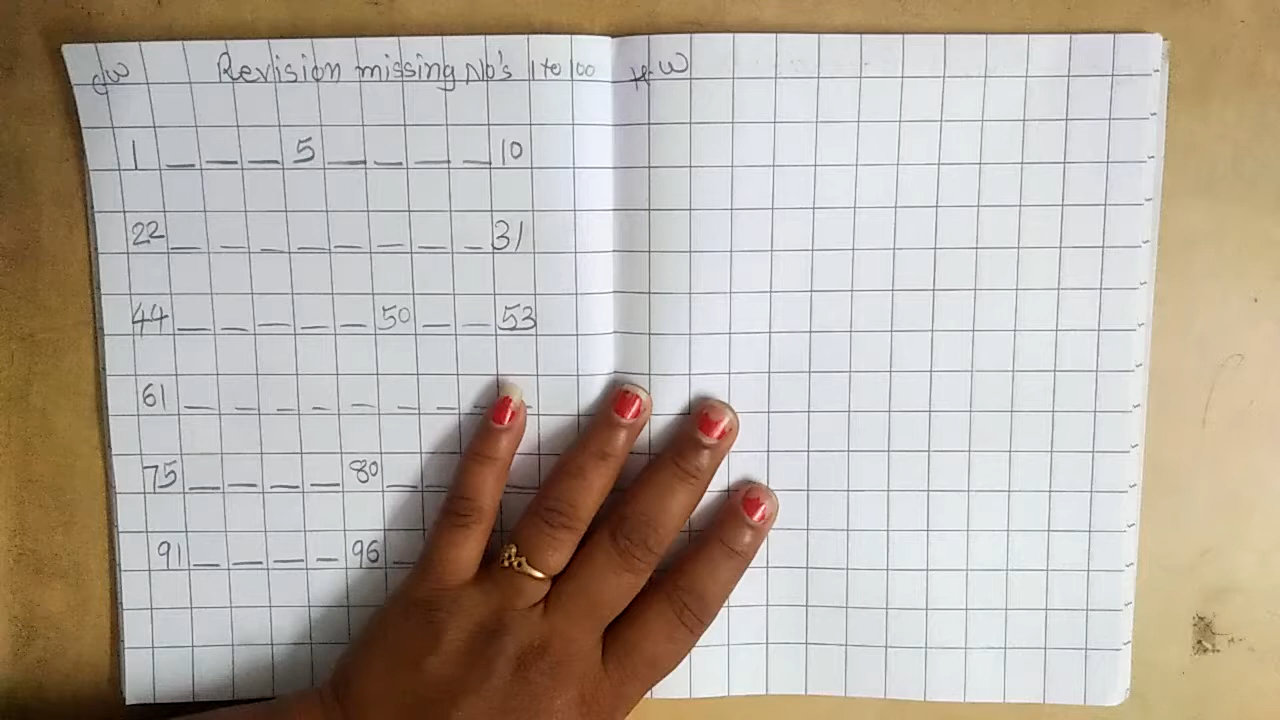 CW Revision missing No's 1 to 100 H.W
1 _ _ _ 5 _ _ _ _ 10
22 _ _ _ _ _ _ _ _ 31
44 _ _ _ _ _ 50 _ _ 53
61 _ _ _ _ _ _ _ _ _
75 _ _ _ _ 80 _ _ _
91 _ _ _ _ 96 _